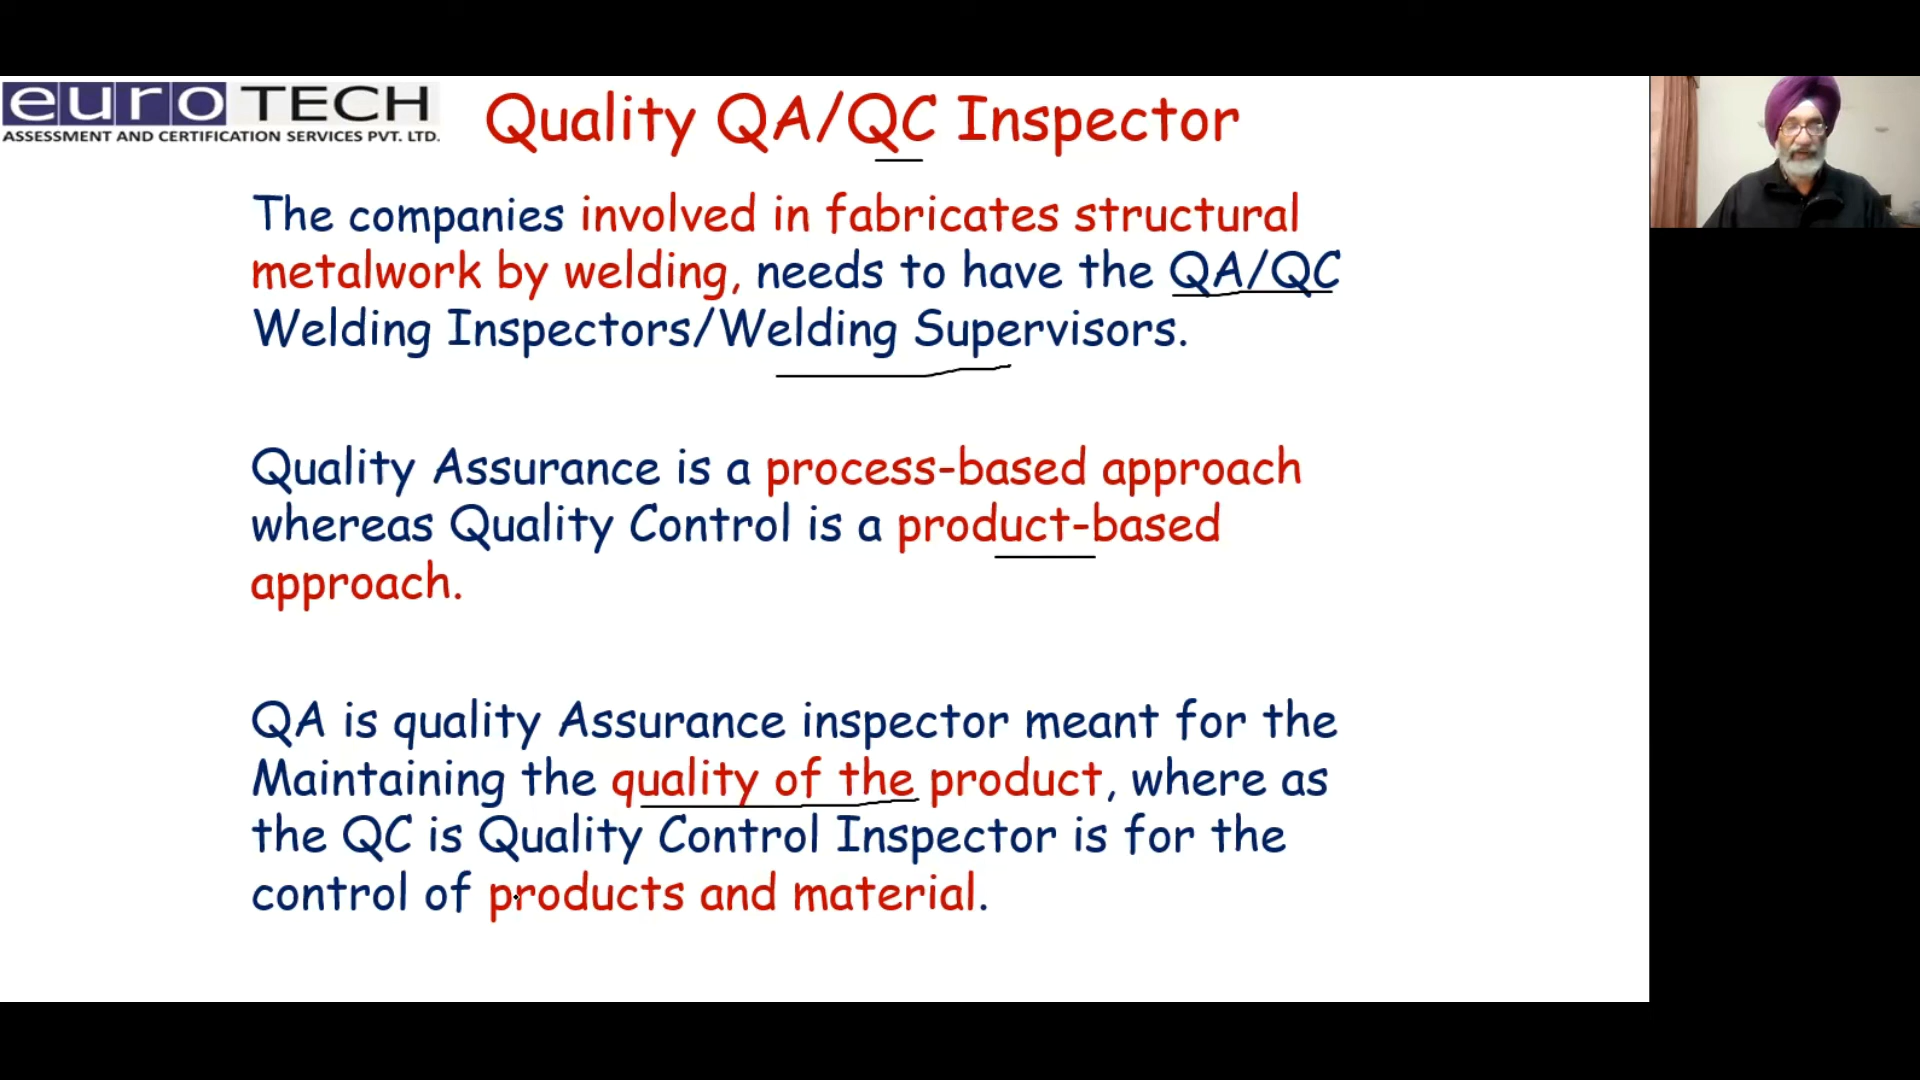 euroTECH
ASSESSMENT AND CERTIFICATION SERVICES PVT. LTD.
Quality QA/QC Inspector
The companies involved in fabricates structural
metalwork by welding, needs to have the QA/QC
Welding Inspectors/Welding Supervisors.
Quality Assurance is a process-based approach
whereas Quality Control is a product-based
approach.
QA is quality Assurance inspector meant for the
Maintaining the quality of the product, where as
the QC is Quality Control Inspector is for the
control of products and material.